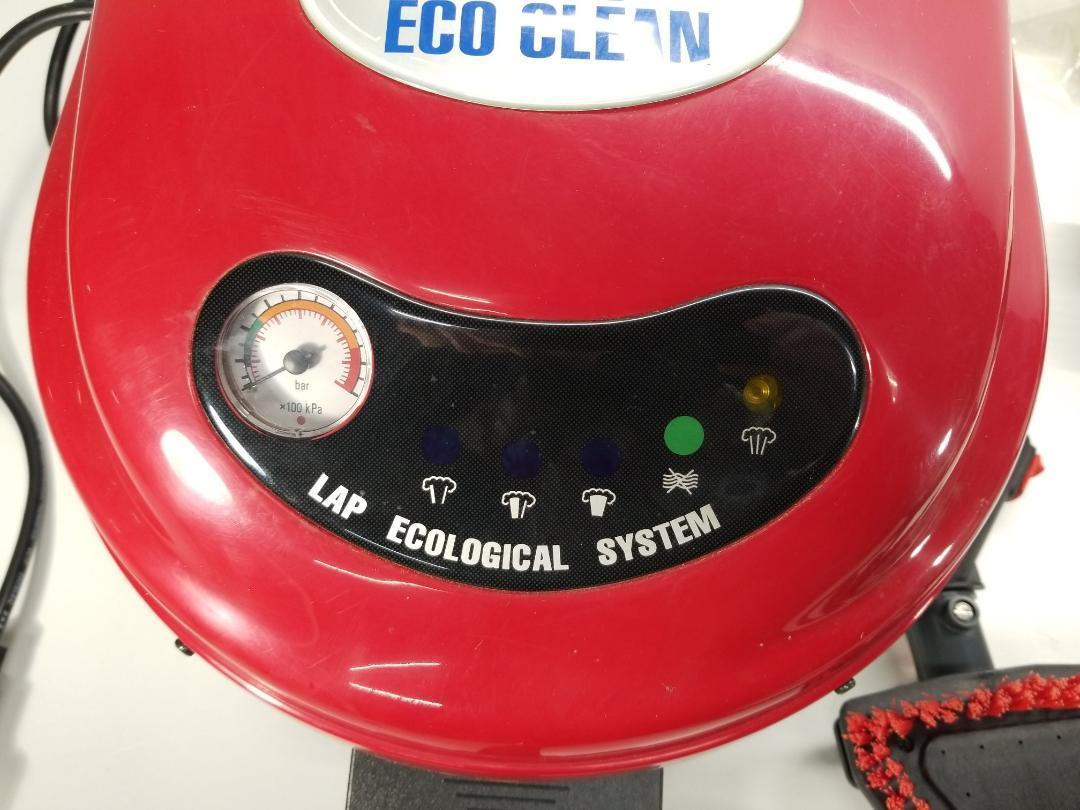 ECO CLEAN
bar
×100 kPa
LAP ECOLOGICAL SYSTEM